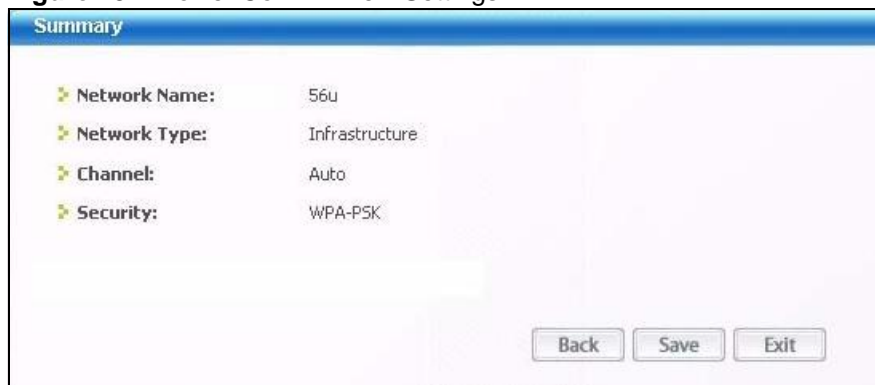 Summary
Network Name: 56u
Network Type: Infrastructure
Channel: Auto
Security: WPA-PSK
Back Save Exit